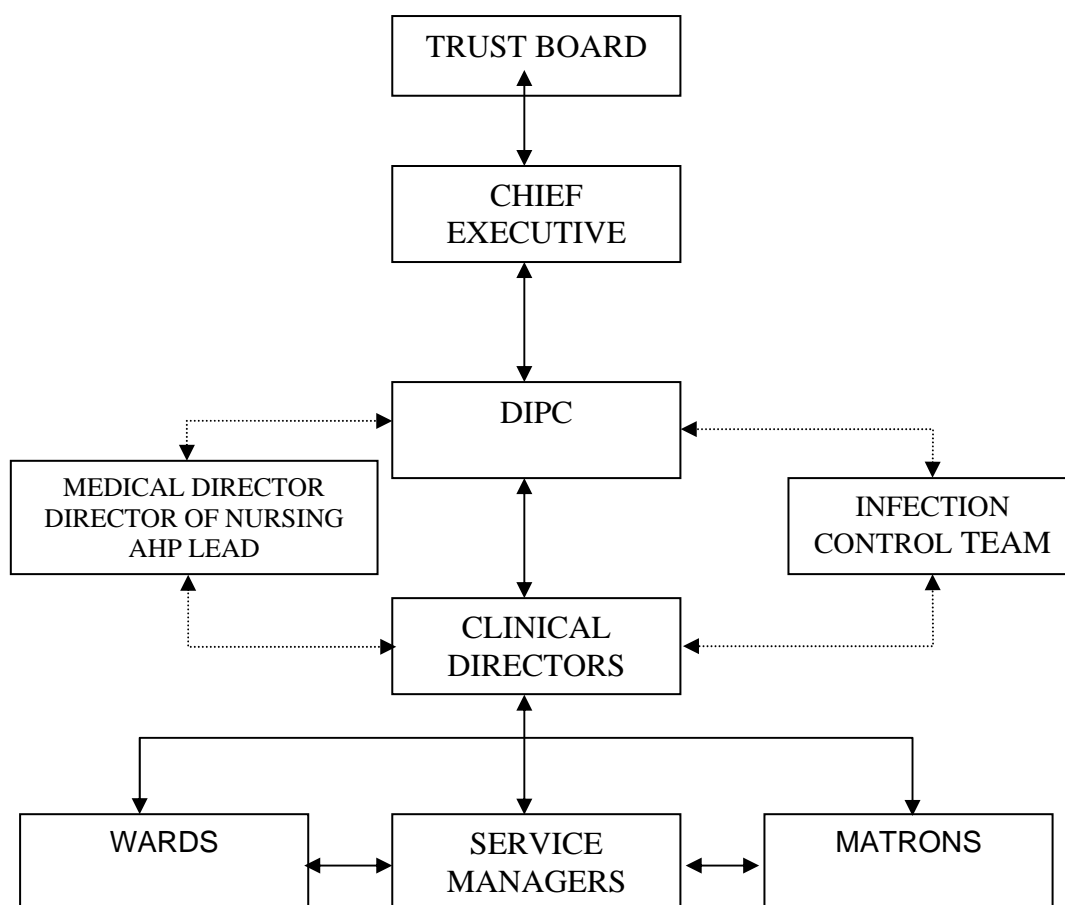 TRUST BOARD
CHIEF
EXECUTIVE
DIPC
MEDICAL DIRECTOR
DIRECTOR OF NURSING
AHP LEAD
INFECTION
CONTROL TEAM
CLINICAL
DIRECTORS
WARDS
SERVICE
MANAGERS
MATRONS